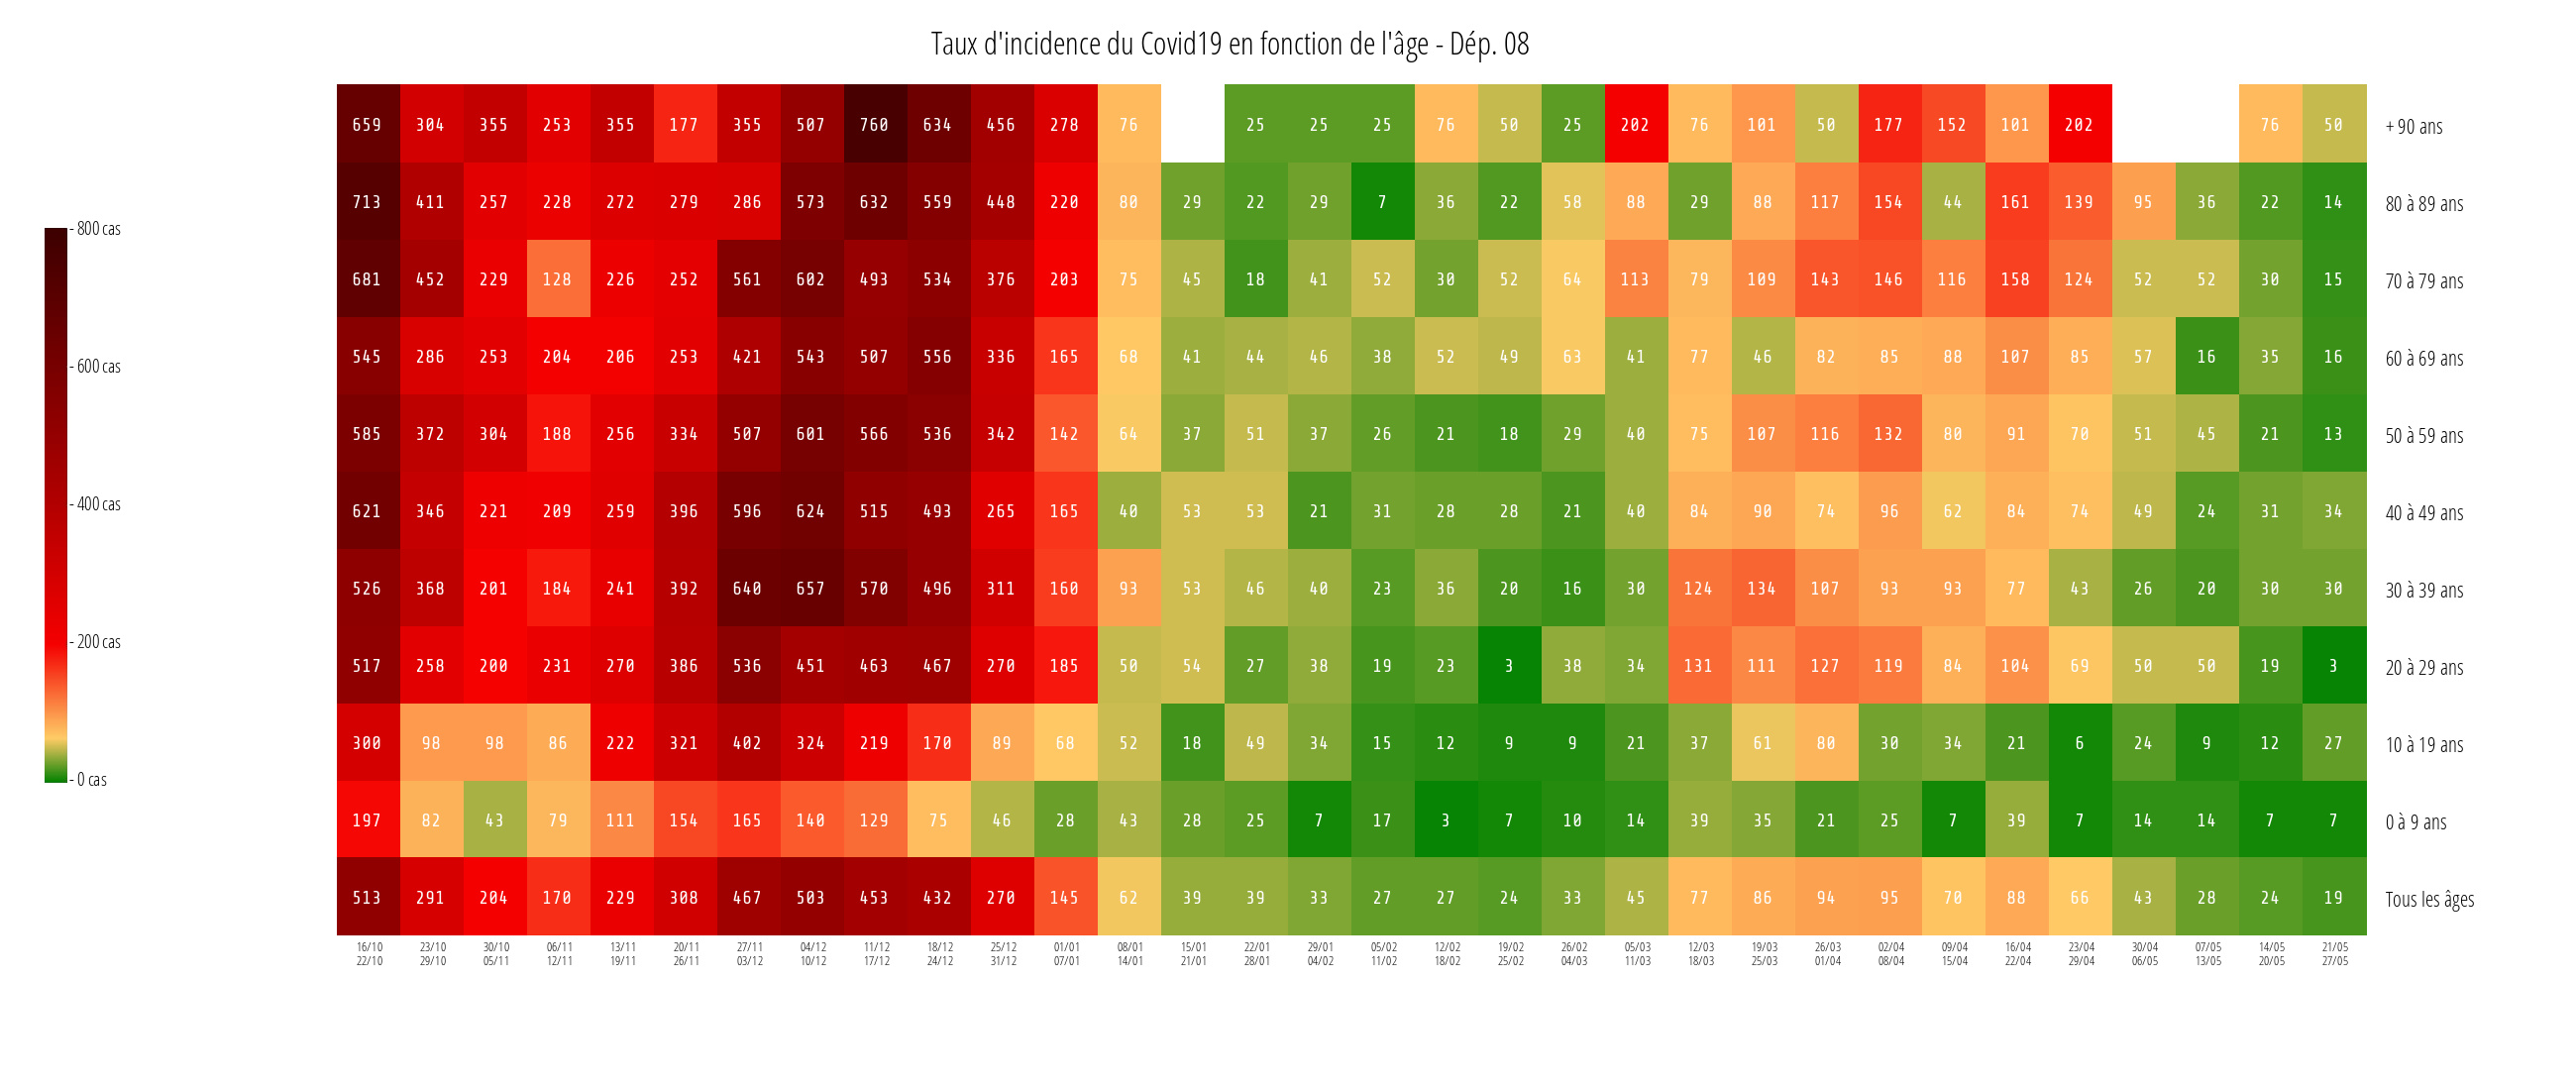 Taux d'incidence du Covid19 en fonction de l'âge - Dép. 08
- 800 cas
- 600 cas
- 400 cas
- 200 cas
- 0 cas
659 304 355 253 355 177 355 507 760 634 456 278 76 25 25 25 76 50 25 202 76 101 50 177 152 101 202 76 50 + 90 ans
713 411 257 228 272 279 286 573 632 559 448 220 80 29 22 29 7 36 22 58 88 29 88 117 154 44 161 139 95 36 22 14 80 à 89 ans
681 452 229 128 226 252 561 602 493 534 376 203 75 45 18 41 52 30 52 64 113 79 109 143 146 116 158 124 52 52 30 15 70 à 79 ans
545 286 253 204 206 253 421 543 507 556 336 165 68 41 44 46 38 52 49 63 41 77 46 82 85 88 107 85 57 16 35 16 60 à 69 ans
585 372 304 188 256 334 507 601 566 536 342 142 64 37 51 37 26 21 18 29 40 75 107 116 132 80 91 70 51 45 21 13 50 à 59 ans
621 346 221 209 259 396 596 624 515 493 265 165 40 53 53 21 31 28 28 21 40 84 90 74 96 62 84 74 49 24 31 34 40 à 49 ans
526 368 201 184 241 392 640 657 570 496 311 160 93 53 46 40 23 36 20 16 30 124 134 107 93 93 77 43 26 20 30 30 30 à 39 ans
517 258 200 231 270 386 536 451 463 467 270 185 50 54 27 38 19 23 3 38 34 131 111 127 119 84 104 69 50 50 19 3 20 à 29 ans
300 98 98 86 222 321 402 324 219 170 89 68 52 18 49 34 15 12 9 9 21 37 61 80 30 34 21 6 24 9 12 27 10 à 19 ans
197 82 43 79 111 154 165 140 129 75 46 28 43 28 25 7 17 3 7 10 14 39 35 21 25 7 39 7 14 14 7 7 0 à 9 ans
513 291 204 170 229 308 467 503 453 432 270 145 62 39 39 33 27 27 24 33 45 77 86 94 95 70 88 66 43 28 24 19 Tous les âges
16/10 23/10 30/10 06/11 13/11 20/11 27/11 04/12 11/12 18/12 25/12 01/01 08/01 15/01 22/01 29/01 05/02 12/02 19/02 26/02 05/03 12/03 19/03 26/03 02/04 09/04 16/04 23/04 30/04 07/05 14/05 21/05
22/10 29/10 05/11 12/11 19/11 26/11 03/12 10/12 17/12 24/12 31/12 07/01 14/01 21/01 28/01 04/02 11/02 18/02 25/02 04/03 11/03 18/03 25/03 01/04 08/04 15/04 22/04 29/04 06/05 13/05 20/05 27/05